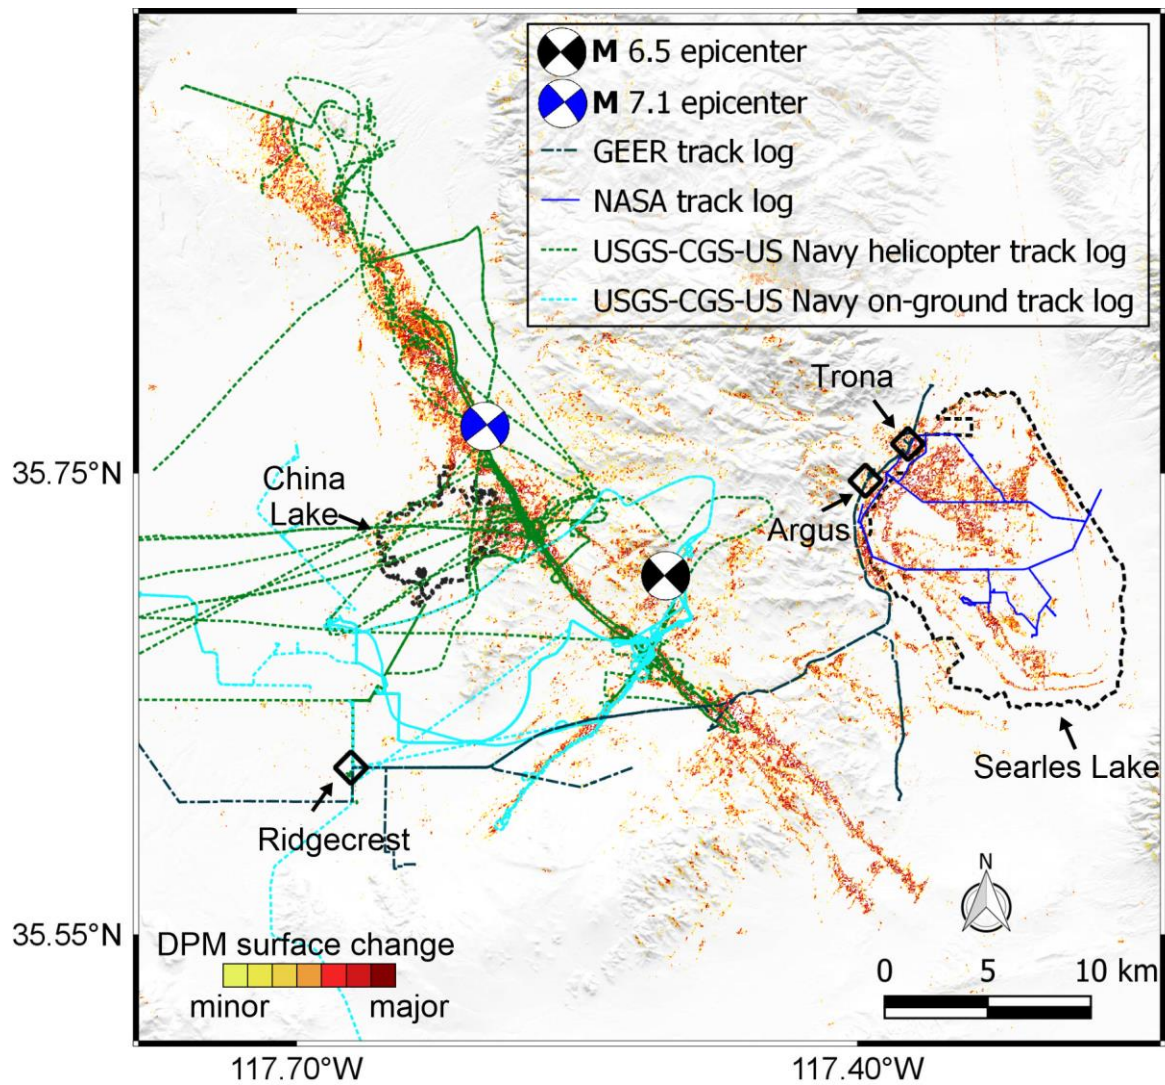 M 6.5 epicenter
M 7.1 epicenter
GEER track log
NASA track log
USGS-CGS-US Navy helicopter track log
USGS-CGS-US Navy on-ground track log
Trona
35.75°N
China
Lake
Argus
Searles Lake
Ridgecrest
N
35.55°N
DPM surface change
minor
major
0
5
10 km
117.70°W
117.40°W